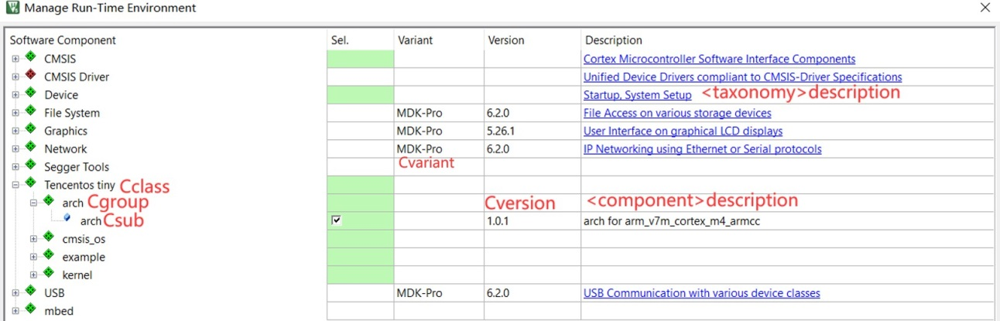 Manage Run-Time Environment
Software Component Sel. Variant Version Description
CMSIS Cortex Microcontroller Software Interface Components
CMSIS Driver Unified Device Drivers compliant to CMSIS-Driver Specifications
Device Startup, System Setup <taxonomy>description
File System MDK-Pro 6.2.0 File Access on various storage devices
Graphics MDK-Pro 5.26.1 User Interface on graphical LCD displays
Network MDK-Pro 6.2.0 IP Networking using Ethernet or Serial protocols
Segger Tools Cvariant
Tencentos tiny Cclass
arch Cgroup Cversion <component>description
arch Csub 1.0.1 arch for arm_v7m_cortex_m4_armcc
cmsis_os
example
kernel
USB MDK-Pro 6.2.0 USB Communication with various device classes
mbed